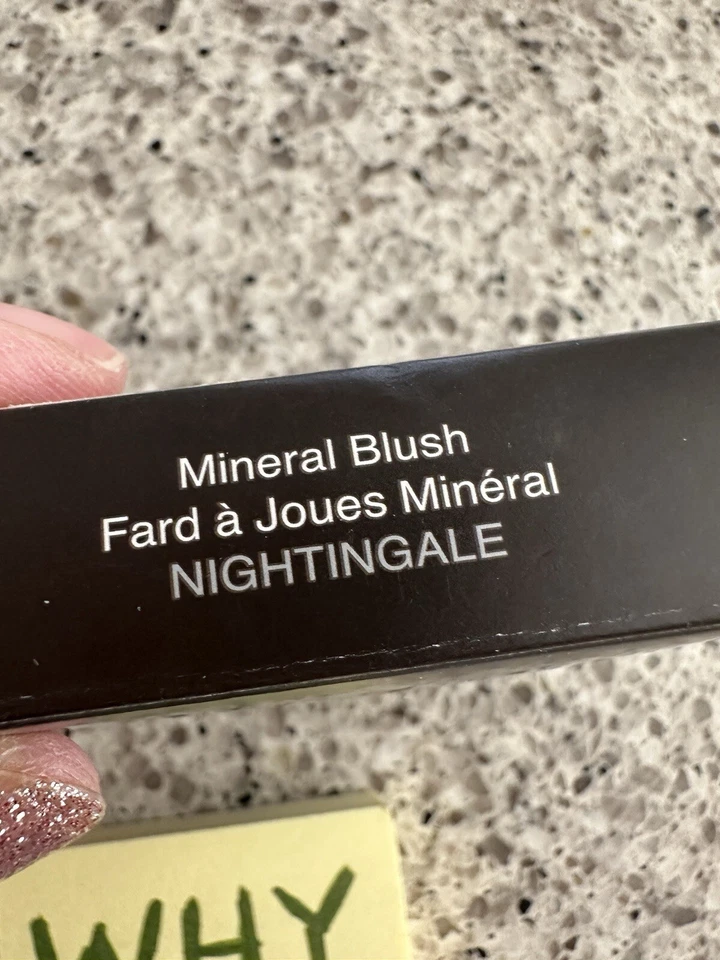 Mineral Blush
Fard à Joues Minéral
NIGHTINGALE
WHY